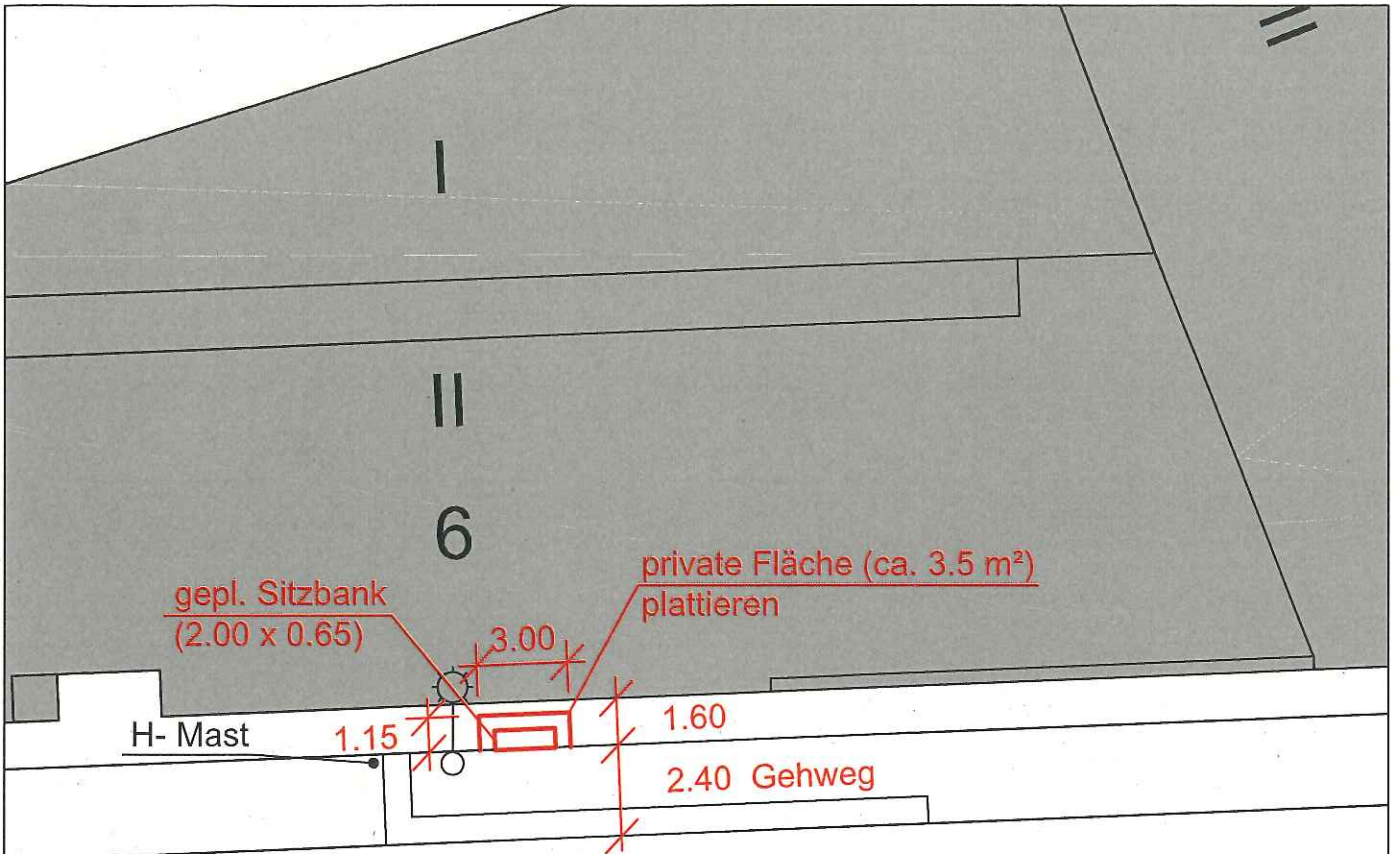 II
I
II
6
private Fläche (ca. 3.5 m²)
plattieren
gepl. Sitzbank
(2.00 x 0.65)
3.00
1.60
H- Mast
1.15
2.40 Gehweg